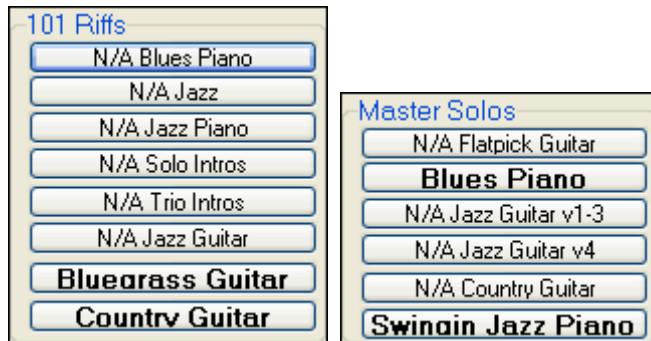 101 Riffs
N/A Blues Piano
N/A Jazz
N/A Jazz Piano
N/A Solo Intros
N/A Trio Intros
N/A Jazz Guitar
Bluegrass Guitar
Country Guitar
Master Solos
N/A Flatpick Guitar
Blues Piano
N/A Jazz Guitar v1-3
N/A Jazz Guitar v4
N/A Country Guitar
Swingin Jazz Piano